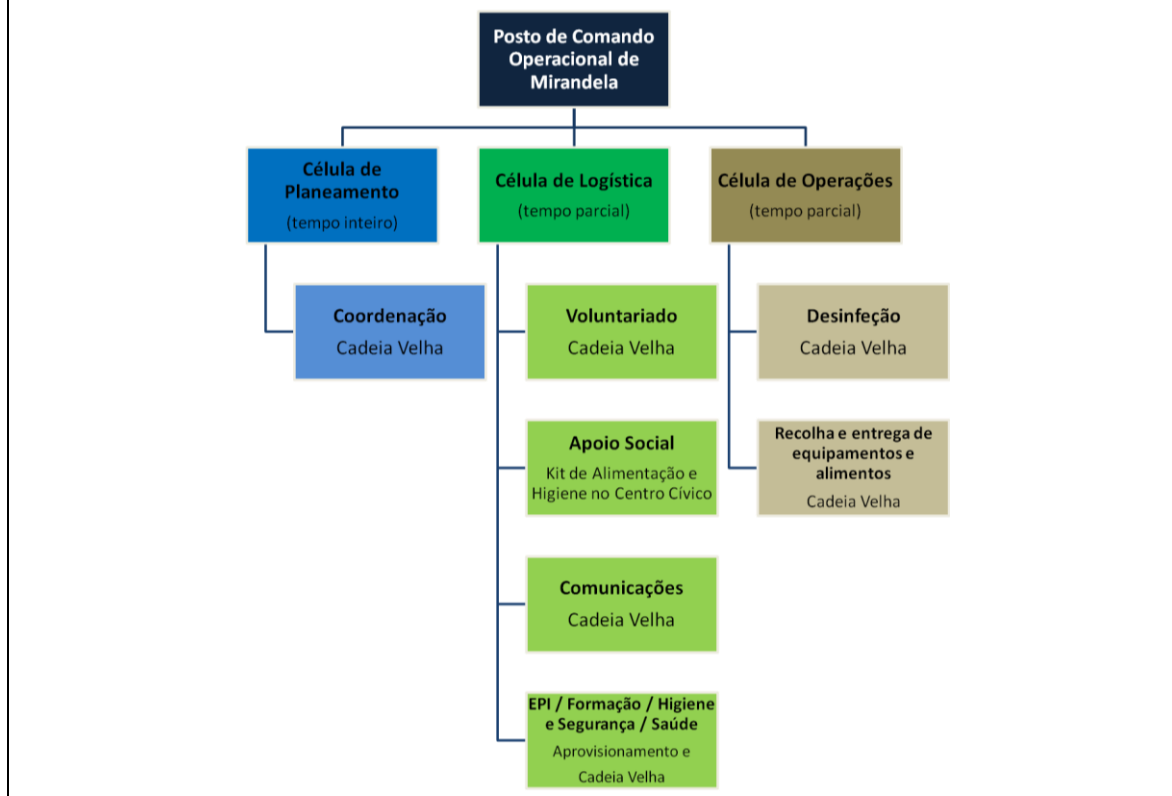 Posto de Comando
Operacional de
Mirandela
Célula de
Planeamento
(tempo inteiro)
Célula de Logística
(tempo parcial)
Célula de Operações
(tempo parcial)
Coordenação
Cadeia Velha
Voluntariado
Cadeia Velha
Desinfeção
Cadeia Velha
Apoio Social
Kit de Alimentação e
Higiene no Centro Cívico
Recolha e entrega de
equipamentos e
alimentos
Cadeia Velha
Comunicações
Cadeia Velha
EPI / Formação / Higiene
e Segurança / Saúde
Aprovisionamento e
Cadeia Velha